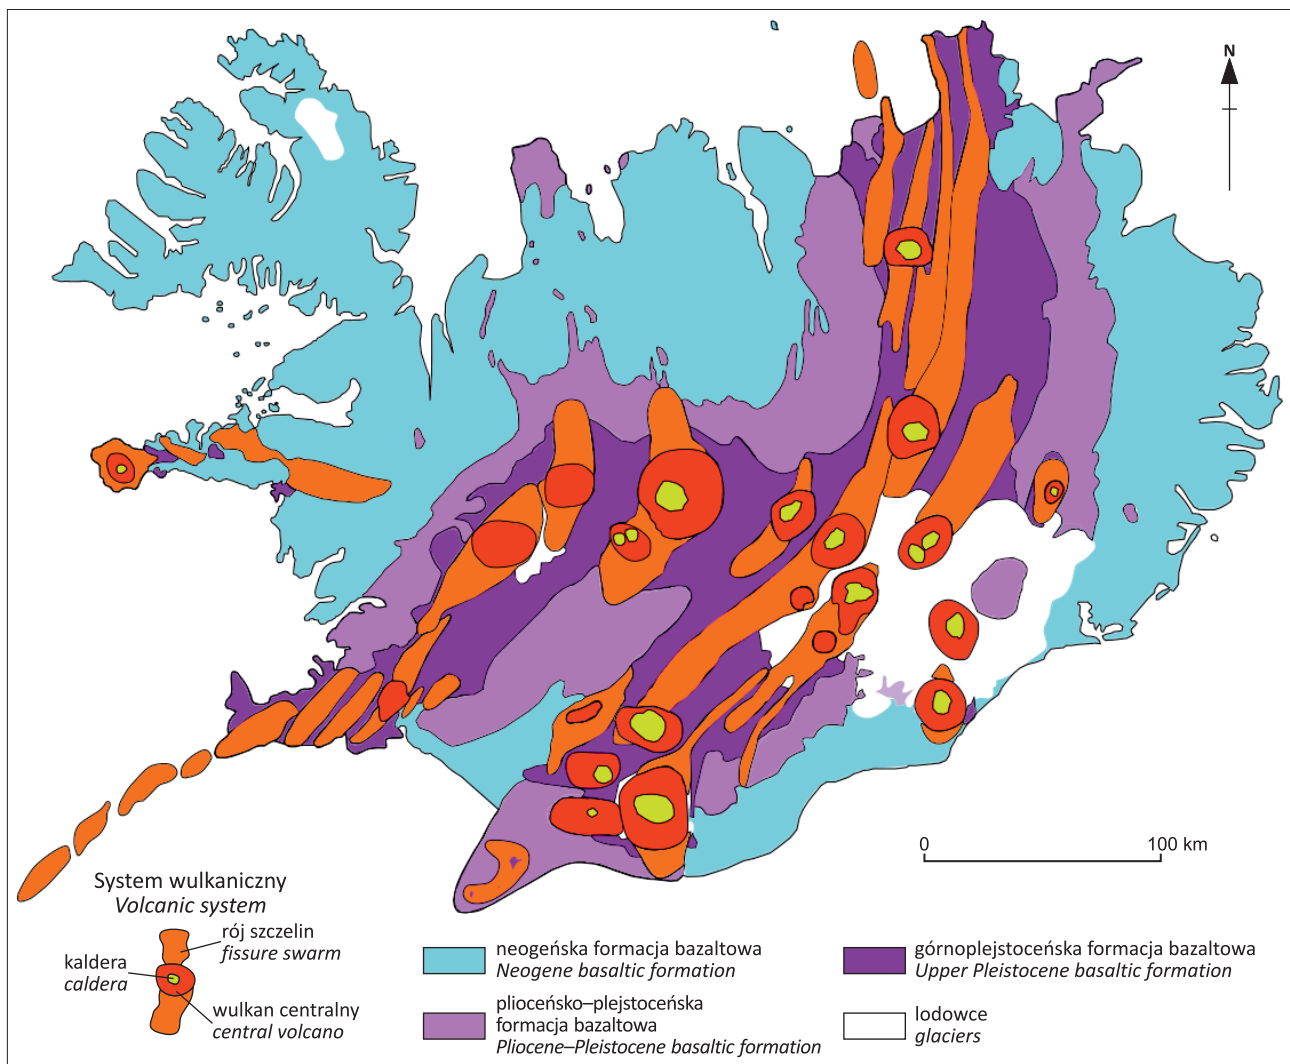 N
0 100 km
System wulkaniczny
Volcanic system
rój szczelin
fissure swarm
kaldera
caldera
wulkan centralny
central volcano
neogeńska formacja bazaltowa
Neogene basaltic formation
plioceńsko–plejstoceńska
formacja bazaltowa
Pliocene–Pleistocene basaltic formation
górnoplejstoceńska formacja bazaltowa
Upper Pleistocene basaltic formation
lodowce
glaciers